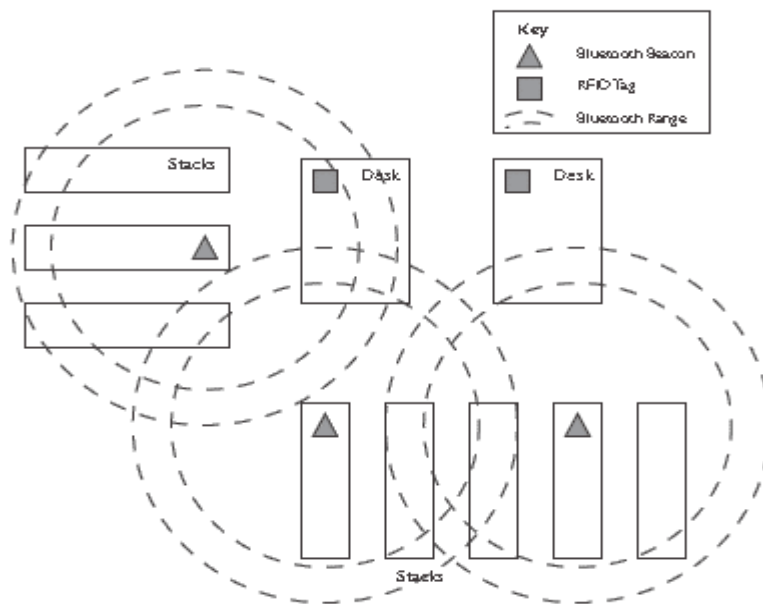 Key
Bluetooth Beacon
RFID Tag
Bluetooth Range
Stacks
Desk
Desk
Stacks